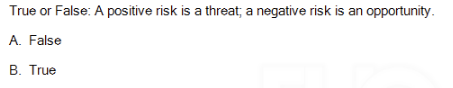 True or False: A positive risk is a threat; a negative risk is an opportunity.
A. False
B. True